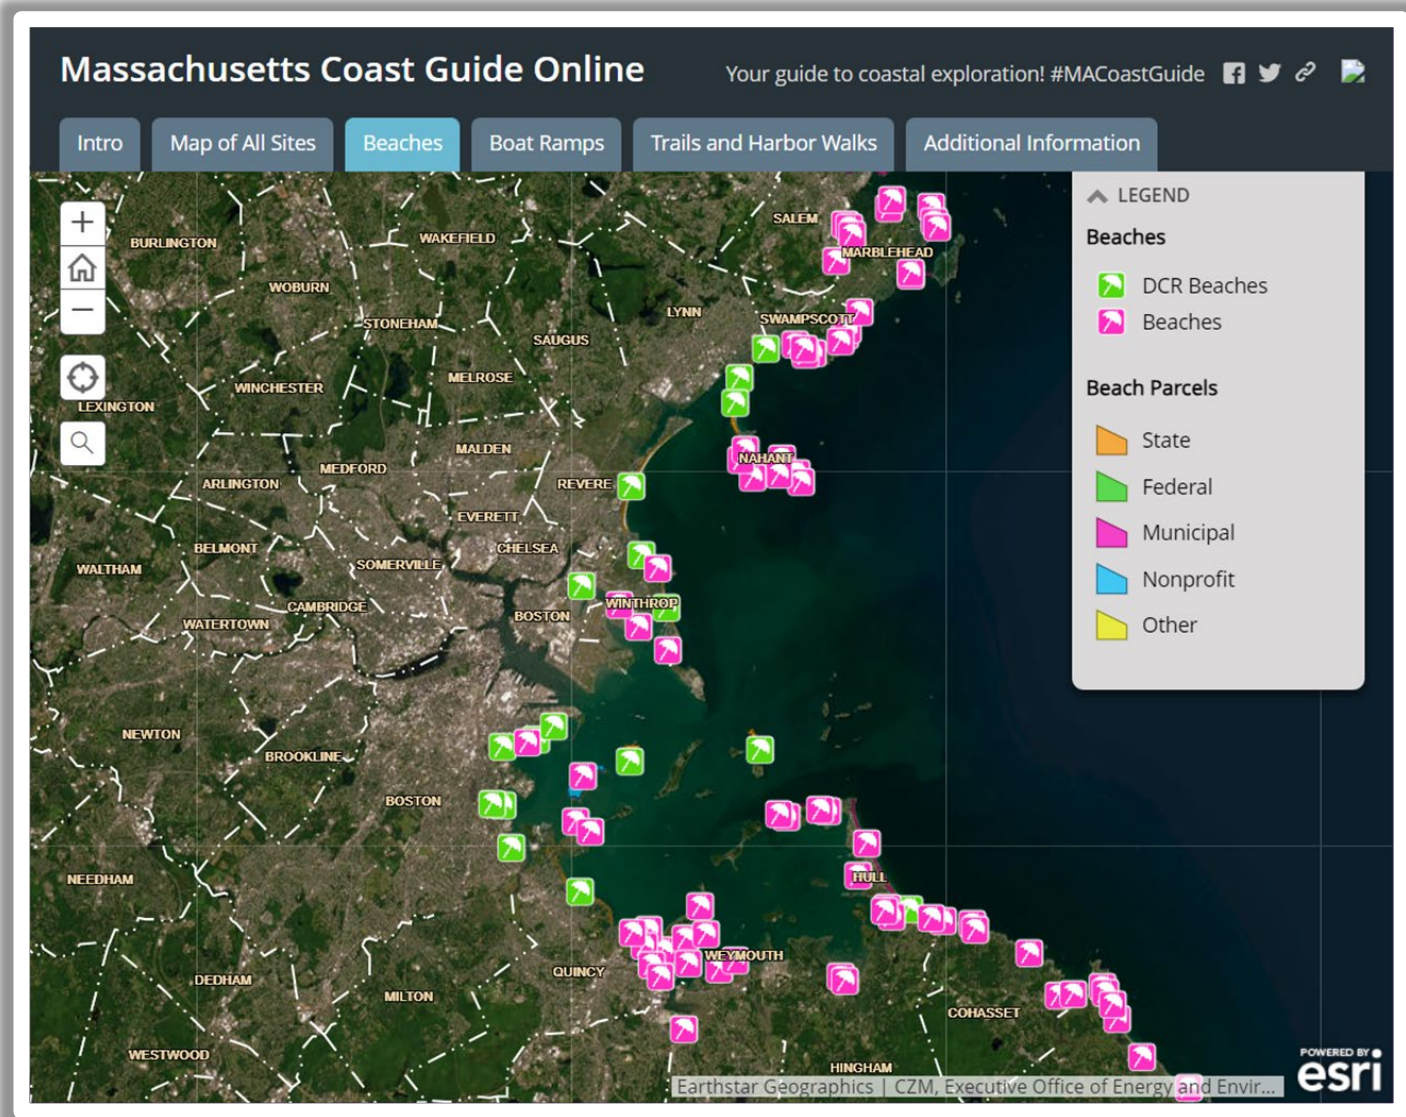 Massachusetts Coast Guide Online
Your guide to coastal exploration! #MACoastGuide
Intro
Map of All Sites
Beaches
Boat Ramps
Trails and Harbor Walks
Additional Information
LEGEND
Beaches
DCR Beaches
Beaches
Beach Parcels
State
Federal
Municipal
Nonprofit
Other
SALEM
BURLINGTON
WAKEFIELD
MARBLEHEAD
WOBURN
LYNN
SWAMPSCOTT
STONEHAM
SAUGUS
MELROSE
WINCHESTER
LEXINGTON
MALDEN
NAHANT
MEDFORD
ARLINGTON
REVERE
EVERETT
BELMONT
CHELSEA
SOMERVILLE
WALTHAM
CAMBRIDGE
WINTHROP
BOSTON
WATERTOWN
NEWTON
BROOKLINE
BOSTON
NEEDHAM
HULL
WEYMOUTH
QUINCY
DEDHAM
MILTON
COHASSET
WESTWOOD
HINGHAM
POWERED BY
esri
Earthstar Geographics | CZM, Executive Office of Energy and Envir...